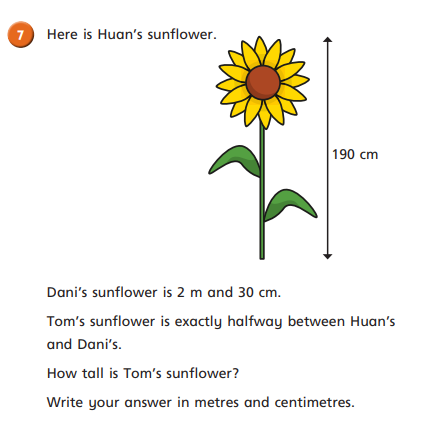 7 Here is Huan's sunflower.
190 cm
Dani's sunflower is 2 m and 30 cm.
Tom's sunflower is exactly halfway between Huan's
and Dani's.
How tall is Tom's sunflower?
Write your answer in metres and centimetres.